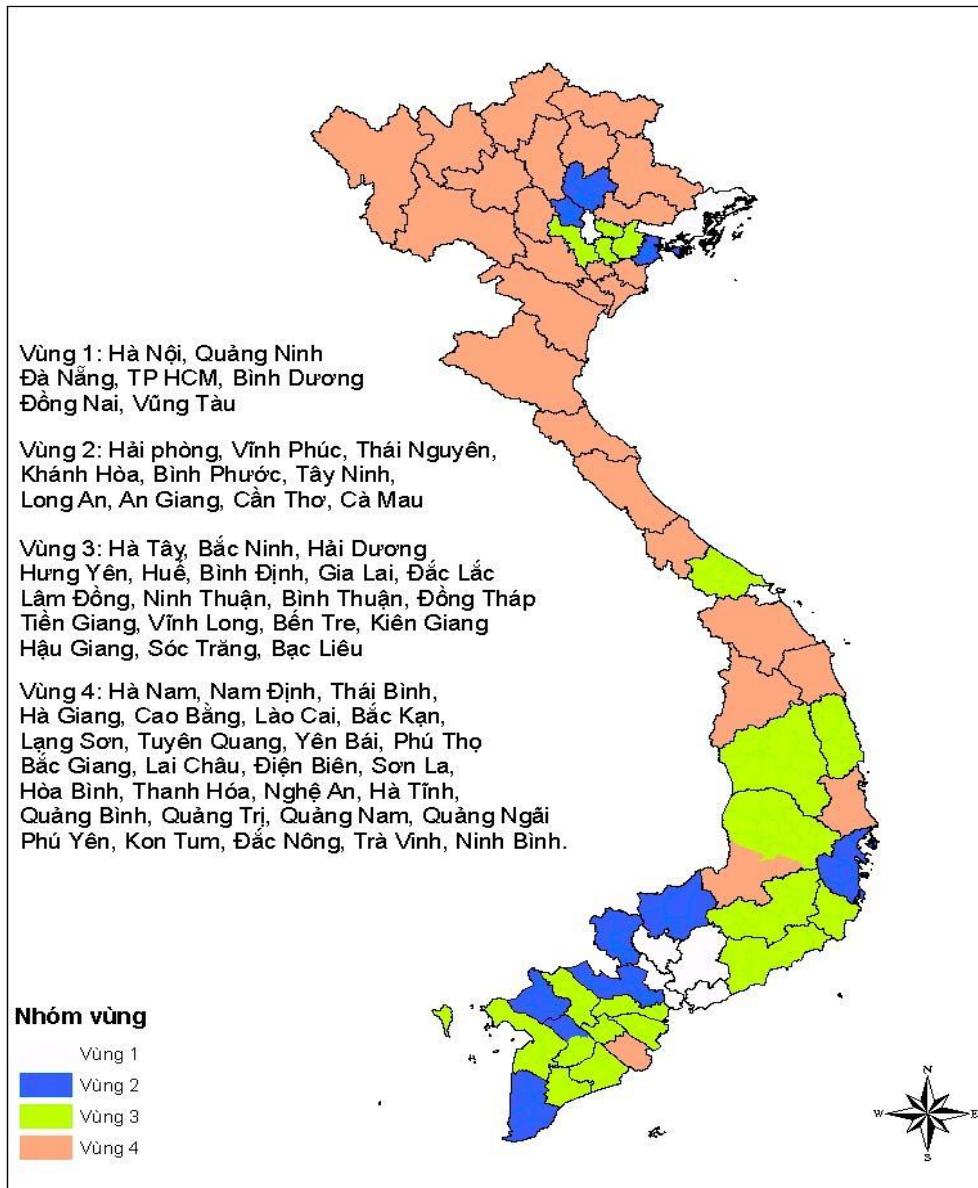 Vùng 1: Hà Nội, Quảng Ninh
Đà Nẵng, TP HCM, Bình Dương
Đồng Nai, Vũng Tàu
Vùng 2: Hải phòng, Vĩnh Phúc, Thái Nguyên,
Khánh Hòa, Bình Phước, Tây Ninh,
Long An, An Giang, Cần Thơ, Cà Mau
Vùng 3: Hà Tây, Bắc Ninh, Hải Dương
Hưng Yên, Huế, Bình Định, Gia Lai, Đắc Lắc
Lâm Đồng, Ninh Thuận, Bình Thuận, Đồng Tháp
Tiền Giang, Vĩnh Long, Bến Tre, Kiên Giang
Hậu Giang, Sóc Trăng, Bạc Liêu
Vùng 4: Hà Nam, Nam Định, Thái Bình,
Hà Giang, Cao Bằng, Lào Cai, Bắc Kạn,
Lạng Sơn, Tuyên Quang, Yên Bái, Phú Thọ
Bắc Giang, Lai Châu, Điện Biên, Sơn La,
Hòa Bình, Thanh Hóa, Nghệ An, Hà Tĩnh,
Quảng Bình, Quảng Trị, Quảng Nam, Quảng Ngãi
Phú Yên, Kon Tum, Đắc Nông, Trà Vinh, Ninh Bình.
Nhóm vùng
Vùng 1
Vùng 2
Vùng 3
Vùng 4
N
W E
S